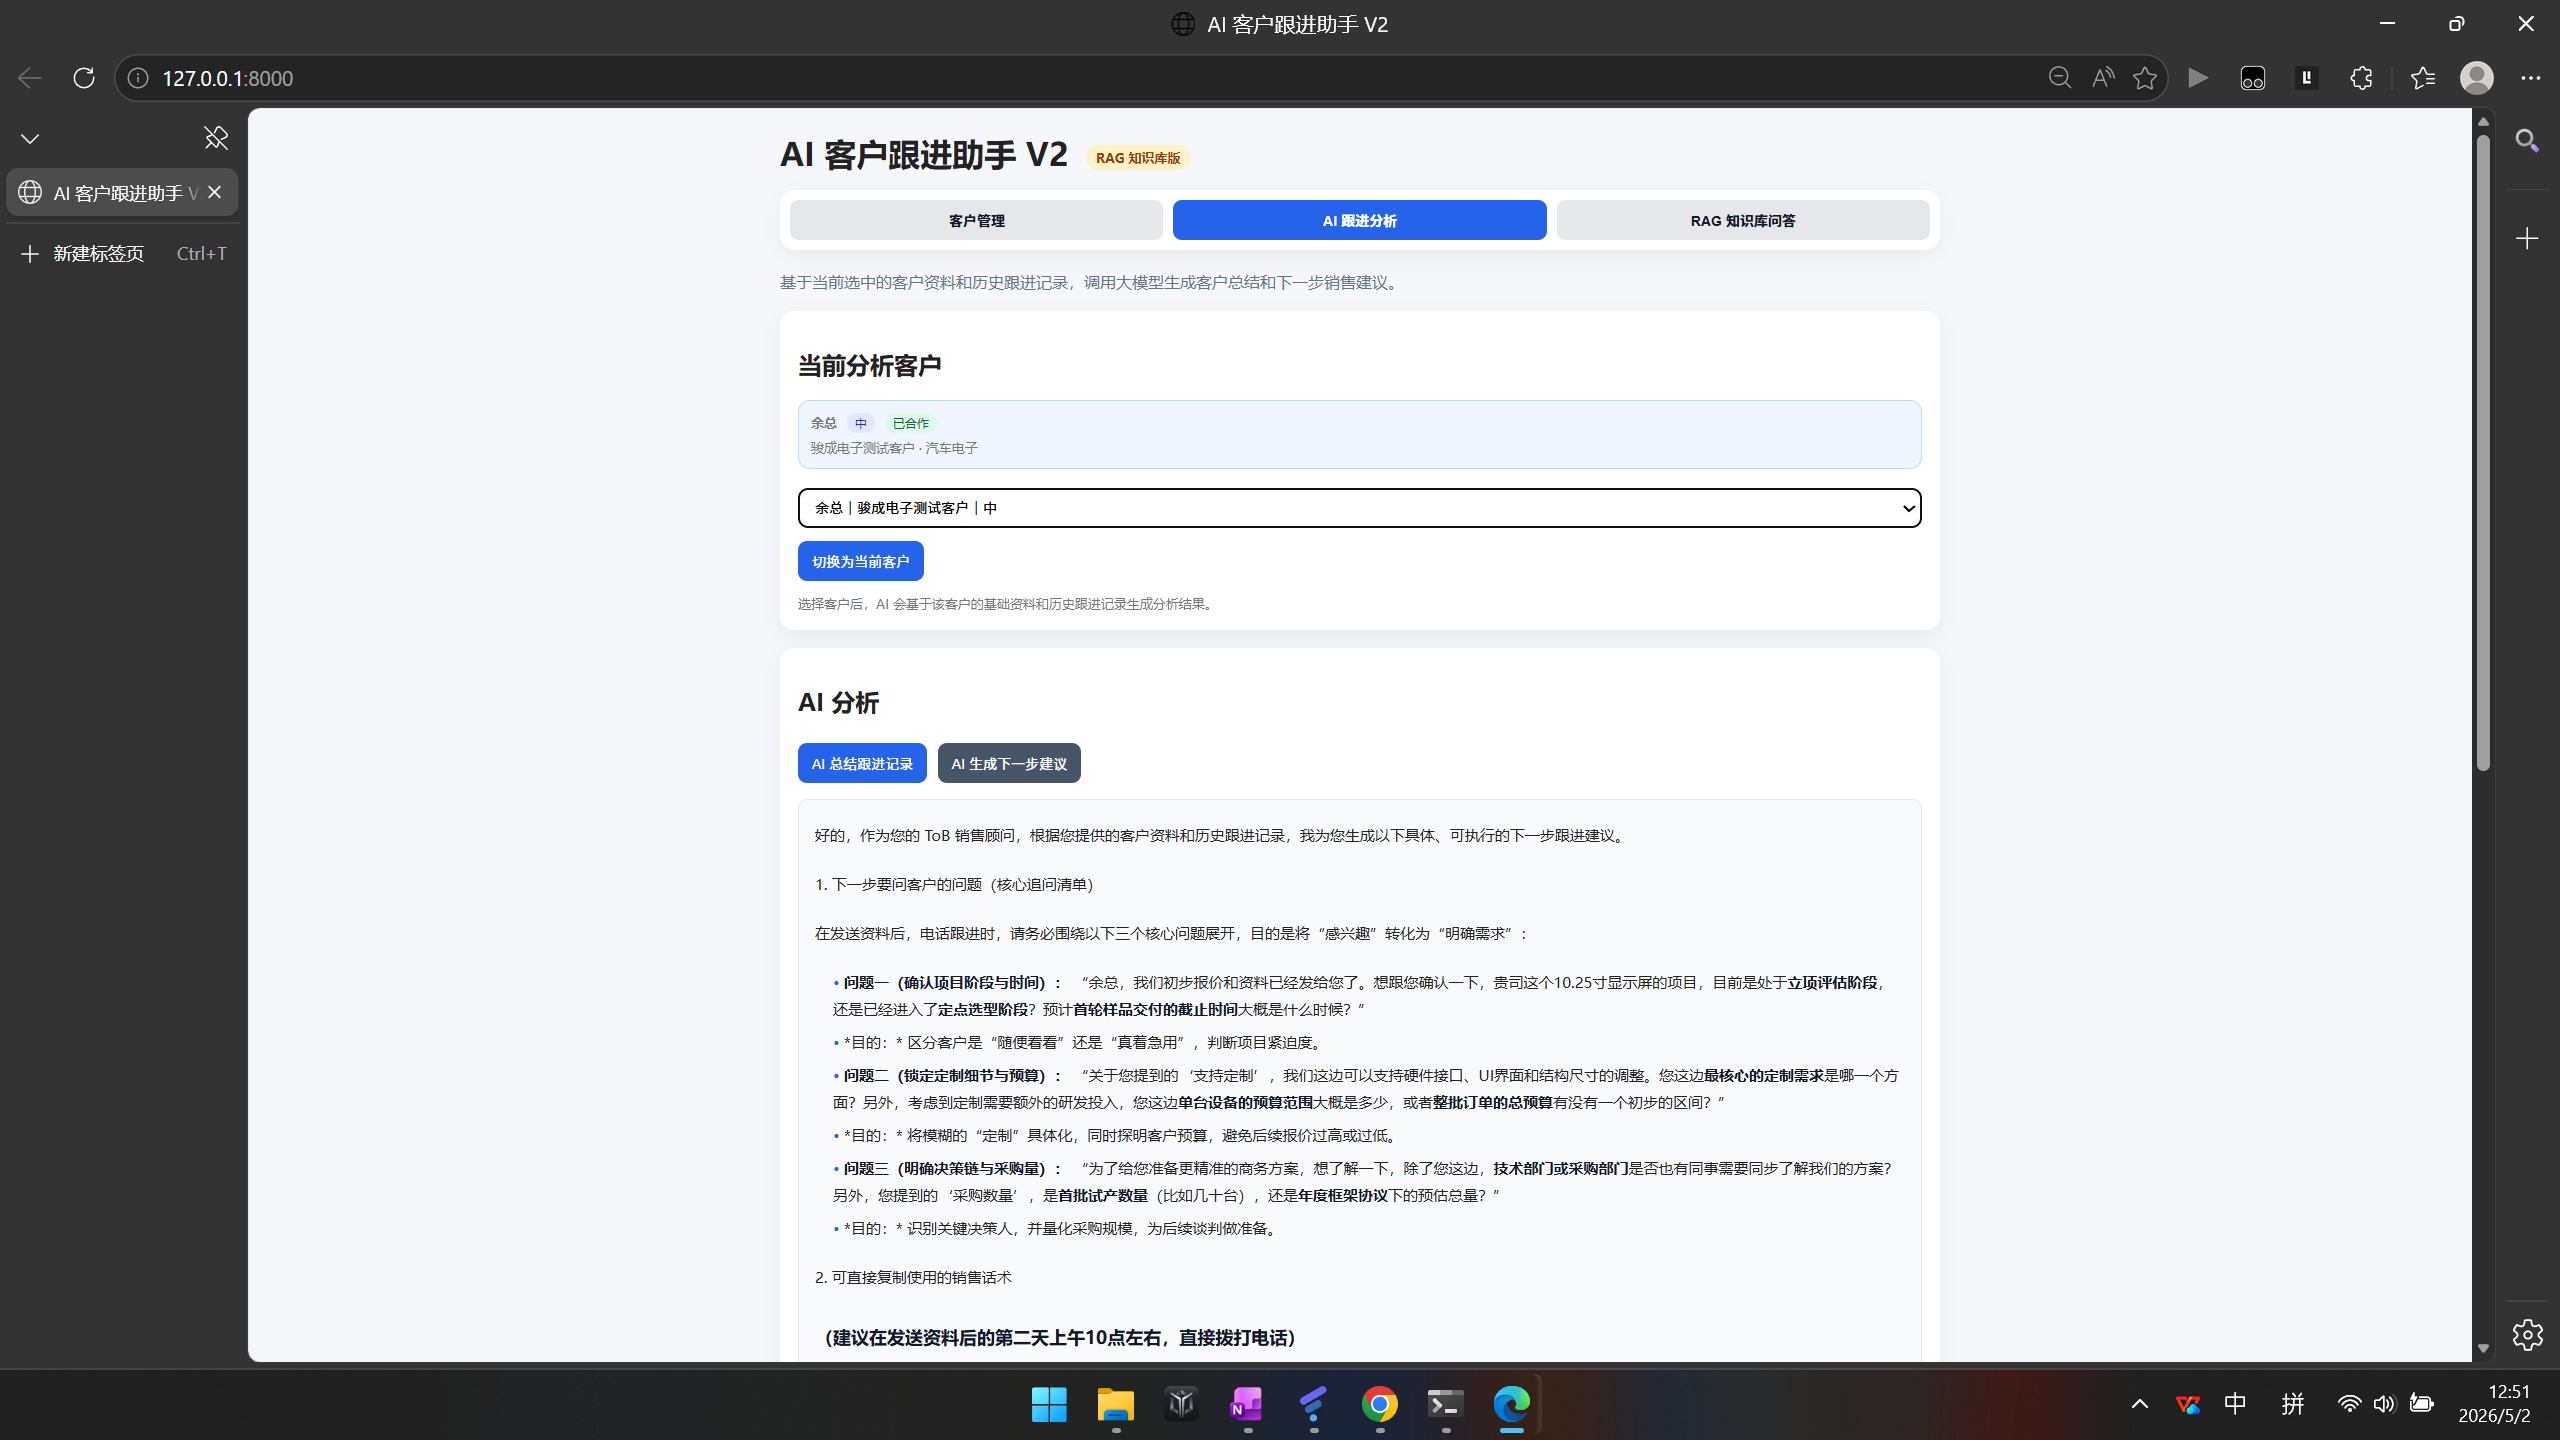 AI 客户跟进助手 V2
127.0.0.1:8000
AI 客户跟进助手 V
新建标签页 Ctrl+T
AI 客户跟进助手 V2 RAG 知识库版
客户管理
AI 跟进分析
RAG 知识库问答
基于当前选中的客户资料和历史跟进记录，调用大模型生成客户总结和下一步销售建议。
当前分析客户
余总 中 已合作
骏成电子测试客户 · 汽车电子
余总｜骏成电子测试客户｜中
切换为当前客户
选择客户后，AI 会基于该客户的基础资料和历史跟进记录生成分析结果。
AI 分析
AI 总结跟进记录
AI 生成下一步建议
好的，作为您的 ToB 销售顾问，根据您提供的客户资料和历史跟进记录，我为您生成以下具体、可执行的下一步跟进建议。
1. 下一步要问客户的问题（核心追问清单）
在发送资料后，电话跟进时，请务必围绕以下三个核心问题展开，目的是将“感兴趣”转化为“明确需求”：
• 问题一（确认项目阶段与时间）： “余总，我们初步报价和资料已经发给您了。想跟您确认一下，贵司这个10.25寸显示屏的项目，目前是处于立项评估阶段，
还是已经进入了定点选型阶段？预计首轮样品交付的截止时间大概是什么时候？”
• *目的：* 区分客户是“随便看看”还是“真着急用”，判断项目紧迫度。
• 问题二（锁定定制细节与预算）： “关于您提到的‘支持定制’，我们这边可以支持硬件接口、UI界面和结构尺寸的调整。您这边最核心的定制需求是哪一个方
面？另外，考虑到定制需要额外的研发投入，您这边单台设备的预算范围大概是多少，或者整批订单的总预算有没有一个初步的区间？”
• *目的：* 将模糊的“定制”具体化，同时探明客户预算，避免后续报价过高或过低。
• 问题三（明确决策链与采购量）： “为了给您准备更精准的商务方案，想了解一下，除了您这边，技术部门或采购部门是否也有同事需要同步了解我们的方案？
另外，您提到的‘采购数量’，是首批试产数量（比如几十台），还是年度框架协议下的预估总量？”
• *目的：* 识别关键决策人，并量化采购规模，为后续谈判做准备。
2. 可直接复制使用的销售话术
（建议在发送资料后的第二天上午10点左右，直接拨打电话）
中 拼
12:51
2026/5/2